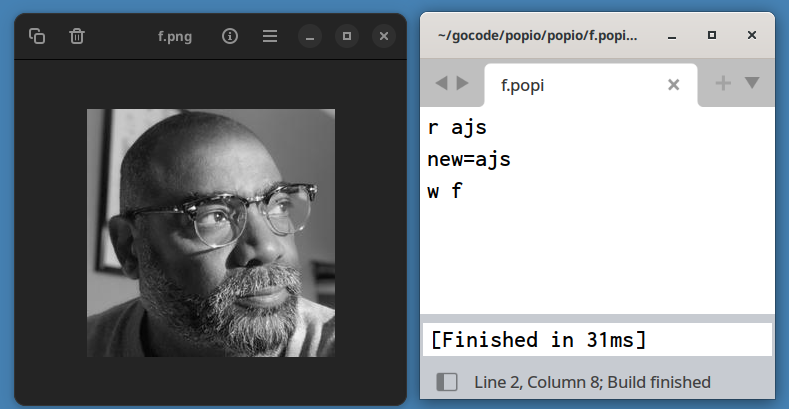 f.png
~/gocode/popio/popio/f.popi...
f.popi
r ajs
new=ajs
w f
[Finished in 31ms]
Line 2, Column 8; Build finished